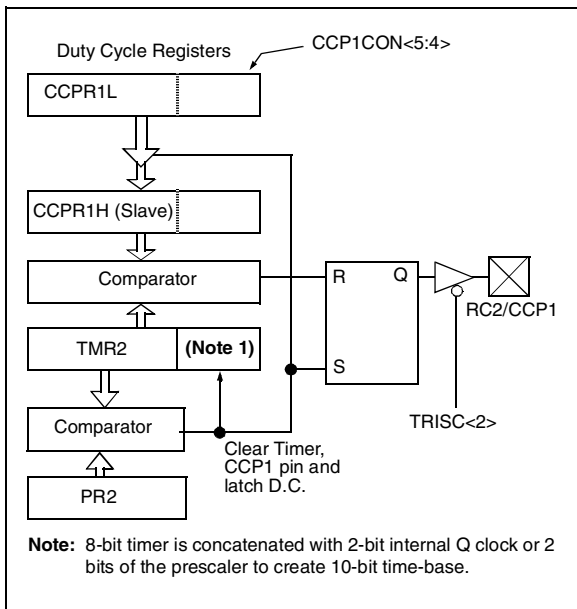 Duty Cycle Registers
CCP1CON<5:4>
CCPR1L
CCPR1H (Slave)
Comparator
R
Q
RC2/CCP1
TMR2
(Note 1)
S
TRISC<2>
Comparator
Clear Timer,
CCP1 pin and
latch D.C.
PR2
Note: 8-bit timer is concatenated with 2-bit internal Q clock or 2
bits of the prescaler to create 10-bit time-base.